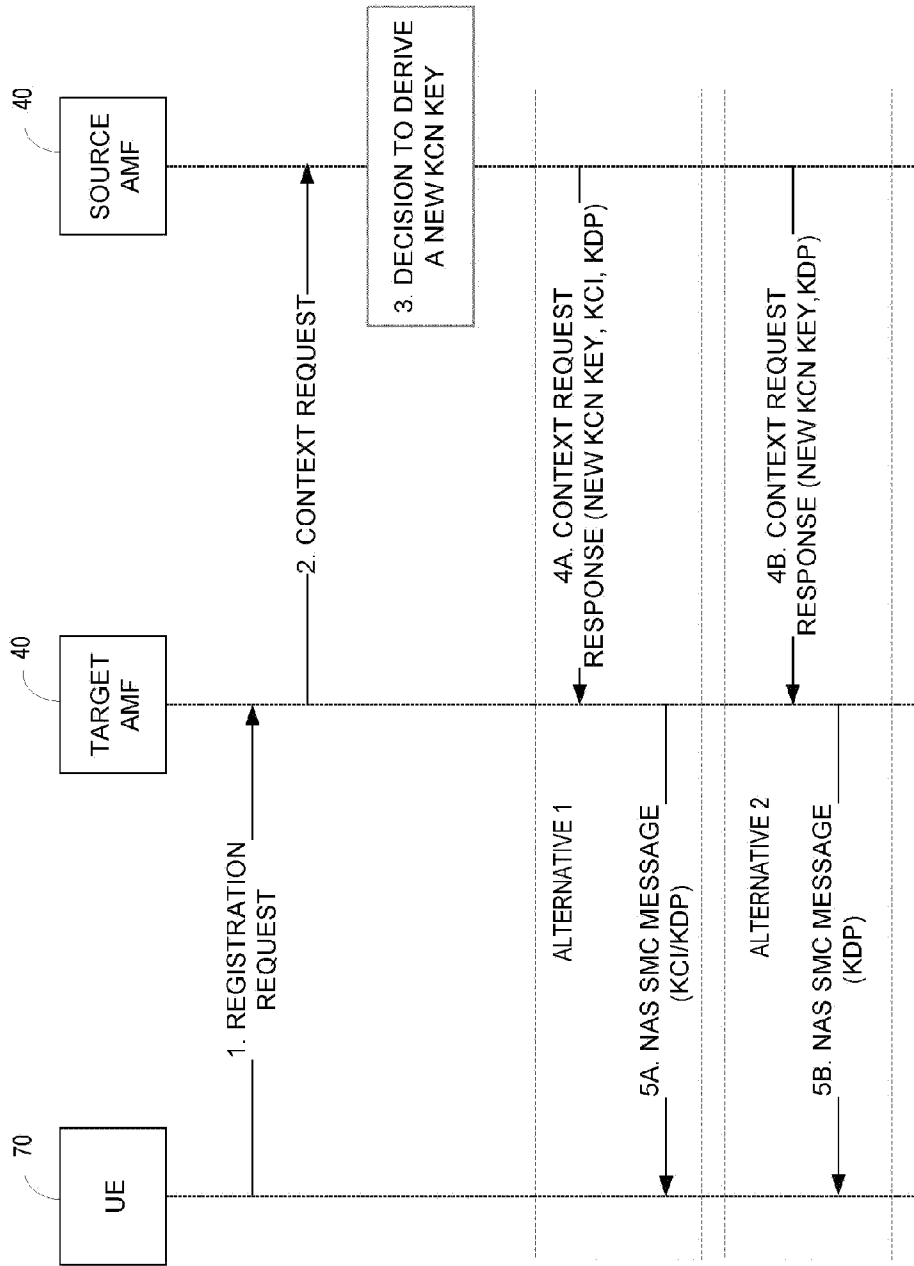 70
UE
40
TARGET
AMF
40
SOURCE
AMF
1. REGISTRATION
REQUEST
2. CONTEXT REQUEST
3. DECISION TO DERIVE
A NEW KCN KEY
ALTERNATIVE 1
4A. CONTEXT REQUEST
RESPONSE (NEW KCN KEY, KCI, KDP)
5A. NAS SMC MESSAGE
(KCI/KDP)
ALTERNATIVE 2
4B. CONTEXT REQUEST
RESPONSE (NEW KCN KEY,KDP)
5B. NAS SMC MESSAGE
(KDP)